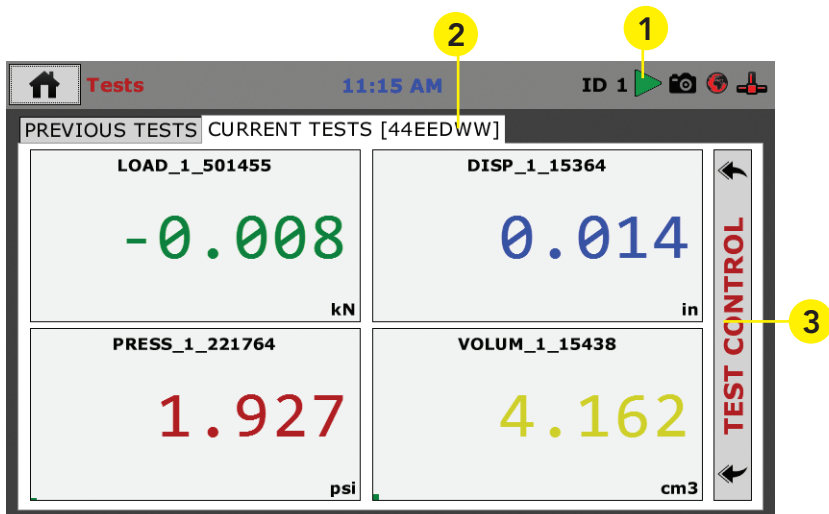 2
1
Tests 11:15 AM ID 1
PREVIOUS TESTS CURRENT TESTS [44EEDWW]
LOAD_1_501455
-0.008
kN
DISP_1_15364
0.014
in
PRESS_1_221764
1.927
psi
VOLUM_1_15438
4.162
cm3
TEST CONTROL
3